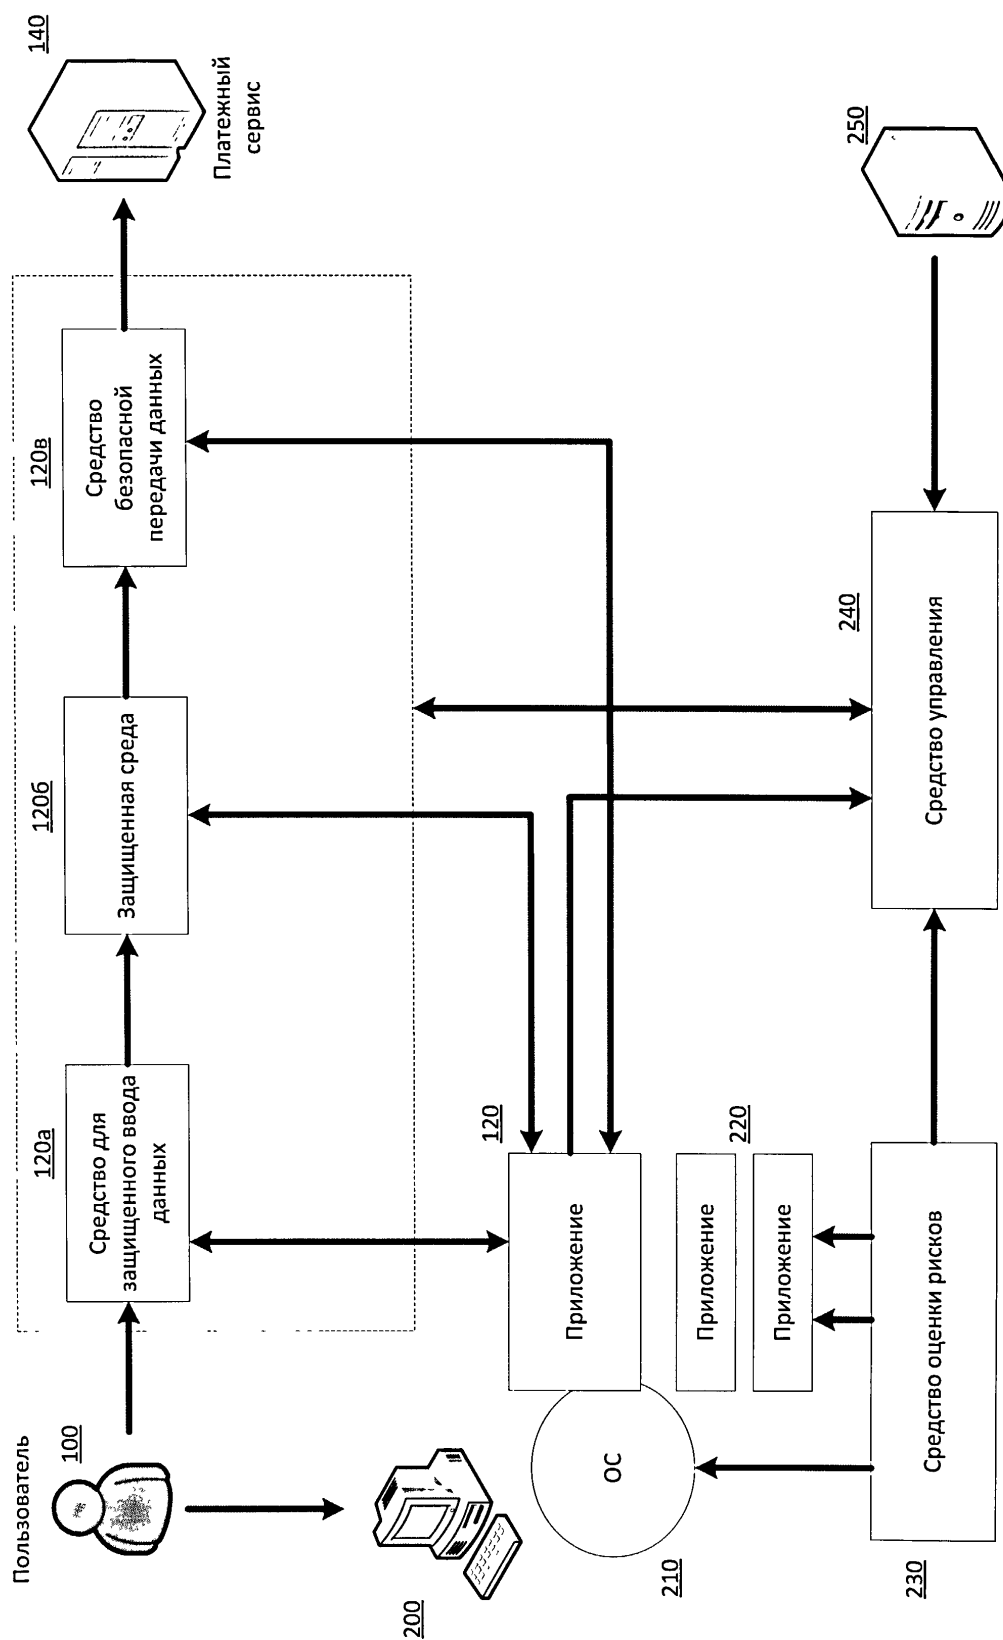 Пользователь
100
120а
Средство для
защищенного ввода
данных
120б
Защищенная среда
120в
Средство
безопасной
передачи данных
140
Платежный
сервис
200
210
ОС
120
Приложение
220
Приложение
Приложение
230
Средство оценки рисков
240
Средство управления
250